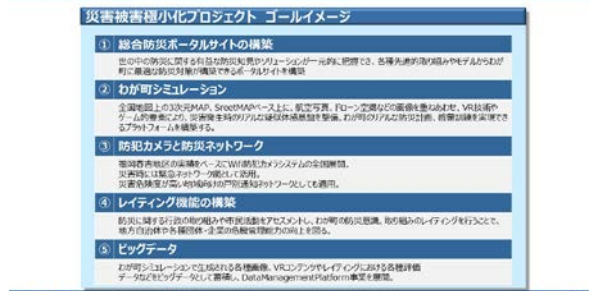 災害被害極小化プロジェクト ゴールイメージ
① 総合防災ポータルサイトの構築
世の中の防災に関する有益な防災知見やソリューションが一元的に把握でき、各種先進的取り組みやモデルからわが
町に最適な防災対策が構築できるポータルサイトを構築
② わが町シミュレーション
全国地図上の3次元MAP、SreetMAPベース上に、航空写真、ドローン空撮などの画像を重ねあわせ、VR技術や
ゲーム的要素により、災害発生時のリアルな疑似体感基盤を整備。わが町のリアルな防災計画、避難訓練を実現でき
るプラットフォームを構築する。
③ 防犯カメラと防災ネットワーク
福岡春吉地区の実績をベースにWifi防犯カメラシステムの全国展開。
災害時には緊急ネットワーク網として活用。
災害危険度が高い地域向けの戸別通知ネットワークとしても適用。
④ レイティング機能の構築
防災に関する行政の取り組みや市民活動をアセスメントし、わが町の防災意識、取り組みのレイティングを行うことで、
地方自治体や各種団体・企業の危機管理能力の向上を図る。
⑤ ビッグデータ
わが町シミュレーションで生成される各種画像、VRコンテンツやレイティングにおける各種評価
データなどをビッグデータとして蓄積し、DataManagementPlatform事業を展開。